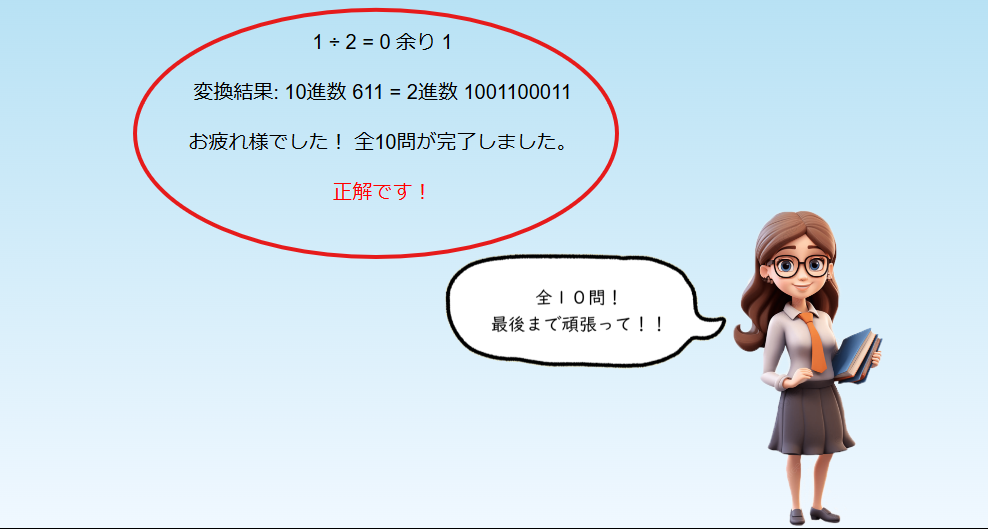 1 ÷ 2 = 0 余り 1
変換結果: 10進数 611 = 2進数 1001100011
お疲れ様でした！ 全10問が完了しました。
正解です！
全１０問！
最後まで頑張って！！